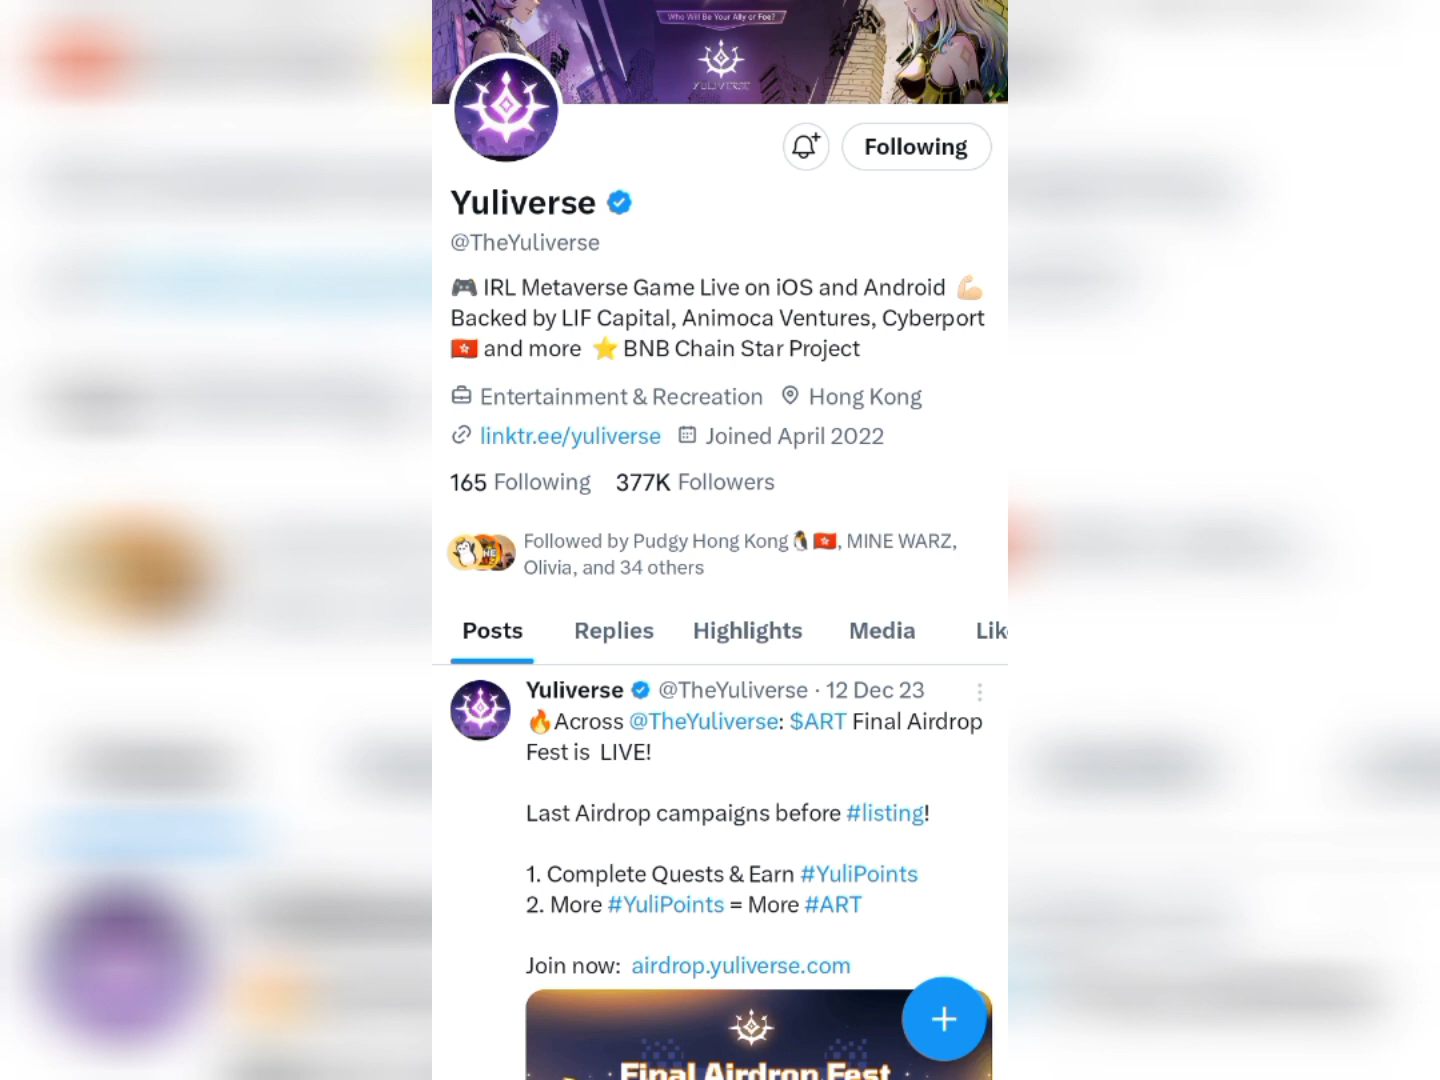 Who Will Be Your Ally or Foe?
YULIVERSE
Following
Yuliverse
@TheYuliverse
🎮 IRL Metaverse Game Live on iOS and Android 💪🏻
Backed by LIF Capital, Animoca Ventures, Cyberport
🇭🇰 and more ⭐ BNB Chain Star Project
Entertainment & Recreation Hong Kong
linktr.ee/yuliverse Joined April 2022
165 Following 377K Followers
Followed by Pudgy Hong Kong🐧🇭🇰, MINE WARZ,
Olivia, and 34 others
Posts Replies Highlights Media Lik
Yuliverse @TheYuliverse · 12 Dec 23
🔥Across @TheYuliverse: $ART Final Airdrop
Fest is LIVE!
Last Airdrop campaigns before #listing!
1. Complete Quests & Earn #YuliPoints
2. More #YuliPoints = More #ART
Join now: airdrop.yuliverse.com
Final Airdrop Fest